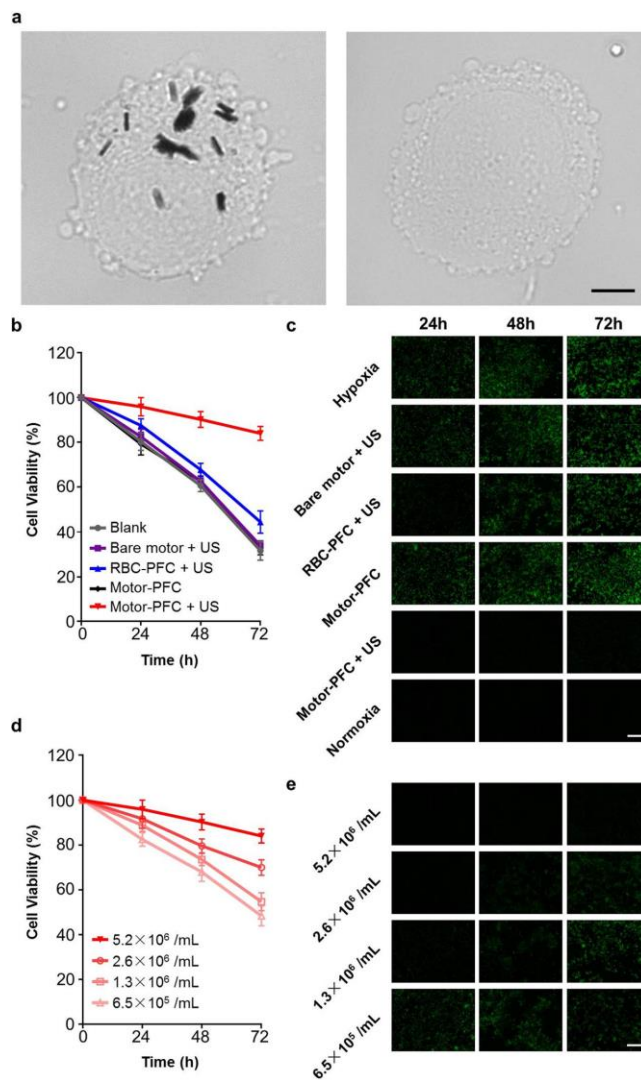 a
b
120
100
80
60
40
20
0
Cell Viability (%)
Blank
Bare motor + US
RBC-PFC + US
Motor-PFC
Motor-PFC + US
0 24 48 72
Time (h)
c
24h 48h 72h
Hypoxia
Bare motor + US
RBC-PFC + US
Motor-PFC
Motor-PFC + US
Normoxia
d
120
100
80
60
40
20
0
Cell Viability (%)
5.2×10⁶ /mL
2.6×10⁶ /mL
1.3×10⁶ /mL
6.5×10⁵ /mL
0 24 48 72
Time (h)
e
5.2×10⁶ /mL
2.6×10⁶ /mL
1.3×10⁶ /mL
6.5×10⁵ /mL